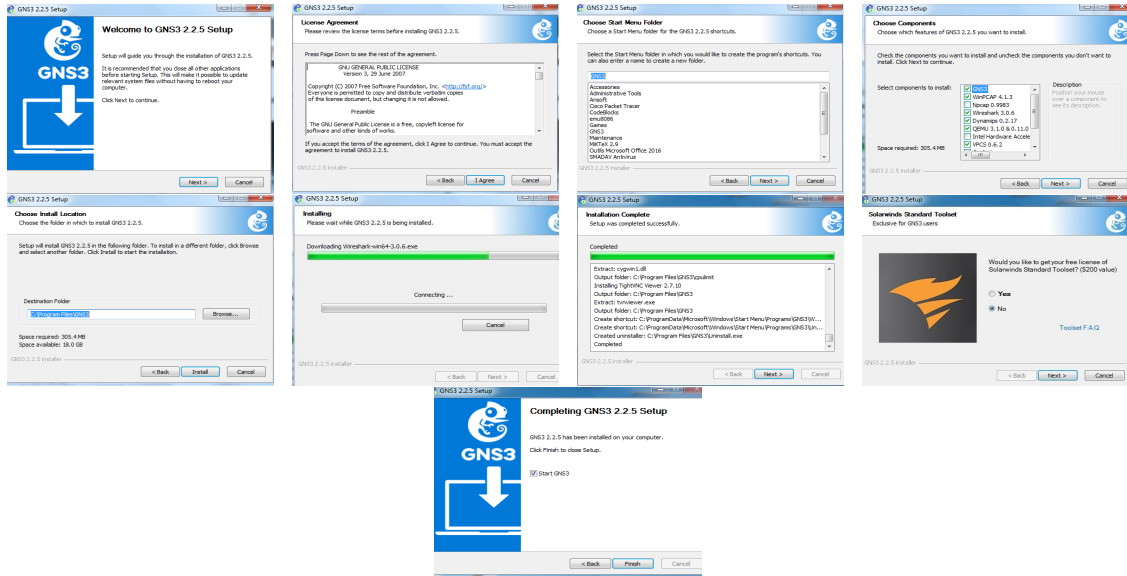 GNS3 2.2.5 Setup
Welcome to GNS3 2.2.5 Setup
Setup will guide you through the installation of GNS3 2.2.5.
It is recommended that you close all other applications
before starting Setup. This will make it possible to update
relevant system files without having to reboot your
computer.
Click Next to continue.
GNS3
Next >
Cancel
GNS3 2.2.5 Setup
License Agreement
Please review the license terms before installing GNS3 2.2.5.
Press Page Down to see the rest of the agreement.
GNU GENERAL PUBLIC LICENSE
Version 3, 29 June 2007
Copyright (C) 2007 Free Software Foundation, Inc. <http://fsf.org/>
Everyone is permitted to copy and distribute verbatim copies
of this license document, but changing it is not allowed.
Preamble
The GNU General Public License is a free, copyleft license for
software and other kinds of works.
If you accept the terms of the agreement, click I Agree to continue. You must accept the
agreement to install GNS3 2.2.5.
GNS3 2.2.5 installer
< Back
I Agree
Cancel
GNS3 2.2.5 Setup
Choose Start Menu Folder
Choose a Start Menu folder for the GNS3 2.2.5 shortcuts.
Select the Start Menu folder in which you would like to create the program's shortcuts. You
can also enter a name to create a new folder.
GNS3
Accessories
Administrative Tools
Ansoft
Cisco Packet Tracer
CodeBlocks
emu8086
Games
GNS3
Maintenance
MiKTeX 2.9
Outils Microsoft Office 2016
SMADAV Antivirus
GNS3 2.2.5 installer
< Back
Next >
Cancel
GNS3 2.2.5 Setup
Choose Components
Choose which features of GNS3 2.2.5 you want to install.
Check the components you want to install and uncheck the components you don't want to
install. Click Next to continue.
Select components to install:
GNS3
WinPCAP 4.1.3
Npcap 0.9983
Wireshark 3.0.6
Dynamips 0.2.17
QEMU 3.1.0 & 0.11.0
Intel Hardware Accele
VPCS 0.6.2
Description
Position your mouse
over a component to
see its description.
Space required: 305.4 MB
GNS3 2.2.5 installer
< Back
Next >
Cancel
GNS3 2.2.5 Setup
Choose Install Location
Choose the folder in which to install GNS3 2.2.5.
Setup will install GNS3 2.2.5 in the following folder. To install in a different folder, click Browse
and select another folder. Click Install to start the installation.
Destination Folder
C:\Program Files\GNS3
Browse...
Space required: 305.4 MB
Space available: 18.0 GB
GNS3 2.2.5 installer
< Back
Install
Cancel
GNS3 2.2.5 Setup
Installing
Please wait while GNS3 2.2.5 is being installed.
Downloading Wireshark-win64-3.0.6.exe
Connecting ...
Cancel
GNS3 2.2.5 installer
< Back
Next >
Cancel
GNS3 2.2.5 Setup
Installation Complete
Setup was completed successfully.
Completed
Extract: cygwin1.dll
Output folder: C:\Program Files\GNS3\cpulimit
Installing TightVNC Viewer 2.7.10
Output folder: C:\Program Files\GNS3
Extract: tvnviewer.exe
Output folder: C:\Program Files\GNS3
Create shortcut: C:\ProgramData\Microsoft\Windows\Start Menu\Programs\GNS3\W...
Create shortcut: C:\ProgramData\Microsoft\Windows\Start Menu\Programs\GNS3\Un...
Created uninstaller: C:\Program Files\GNS3\Uninstall.exe
Completed
GNS3 2.2.5 installer
< Back
Next >
Cancel
GNS3 2.2.5 Setup
Solarwinds Standard Toolset
Exclusive for GNS3 users
Would you like to get your free license of
Solarwinds Standard Toolset? ($200 value)
Yes
No
Toolset F.A.Q
GNS3 2.2.5 installer
< Back
Next >
Cancel
GNS3 2.2.5 Setup
Completing GNS3 2.2.5 Setup
GNS3 2.2.5 has been installed on your computer.
Click Finish to close Setup.
GNS3
Start GNS3
< Back
Finish
Cancel